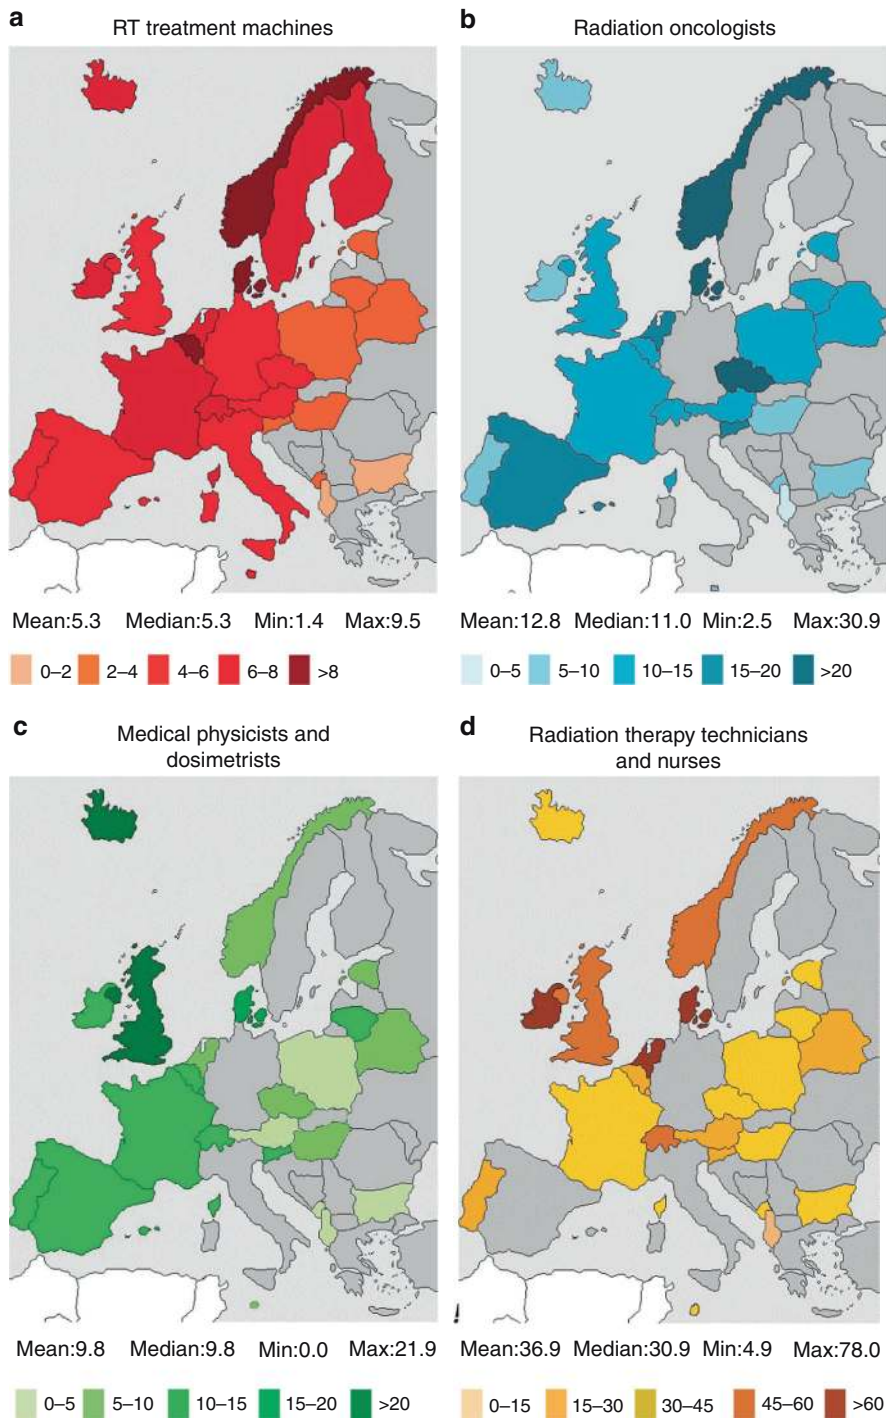 a
RT treatment machines
Mean:5.3 Median:5.3 Min:1.4 Max:9.5
0–2 2–4 4–6 6–8 >8
b
Radiation oncologists
Mean:12.8 Median:11.0 Min:2.5 Max:30.9
0–5 5–10 10–15 15–20 >20
c
Medical physicists and
dosimetrists
Mean:9.8 Median:9.8 Min:0.0 Max:21.9
0–5 5–10 10–15 15–20 >20
d
Radiation therapy technicians
and nurses
Mean:36.9 Median:30.9 Min:4.9 Max:78.0
0–15 15–30 30–45 45–60 >60